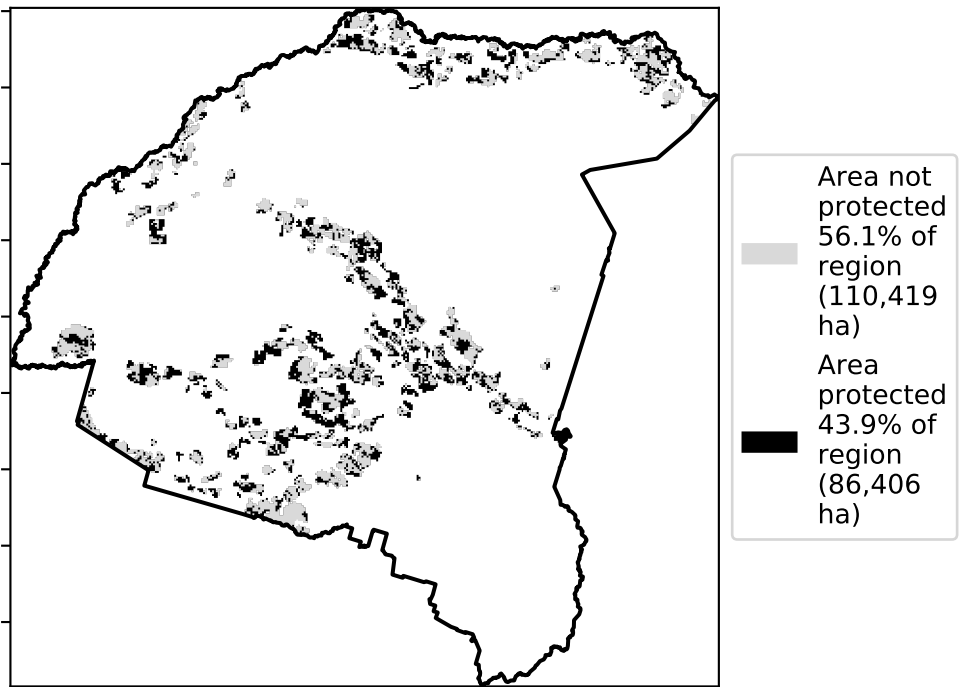 Area not
protected
56.1% of
region
(110,419
ha)
Area
protected
43.9% of
region
(86,406
ha)